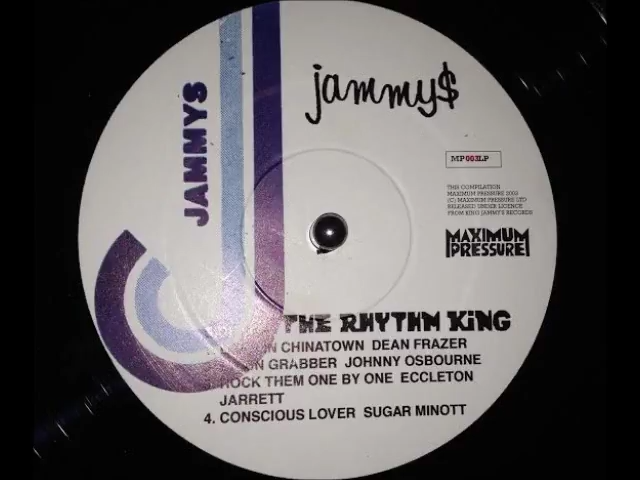 jammy$
JAMMYS
MP003LP
THIS COMPILATION
MAXIMUM PRESSURE 2003
(C) MAXIMUM PRESSURE LTD
RELEASED UNDER LICENCE
FROM KING JAMMY'S RECORDS
MAXIMUM
PRESSURE
THE RHYTHM KING
CHINATOWN DEAN FRAZER
GRABBER JOHNNY OSBOURNE
ROCK THEM ONE BY ONE ECCLETON
JARRETT
4. CONSCIOUS LOVER SUGAR MINOTT